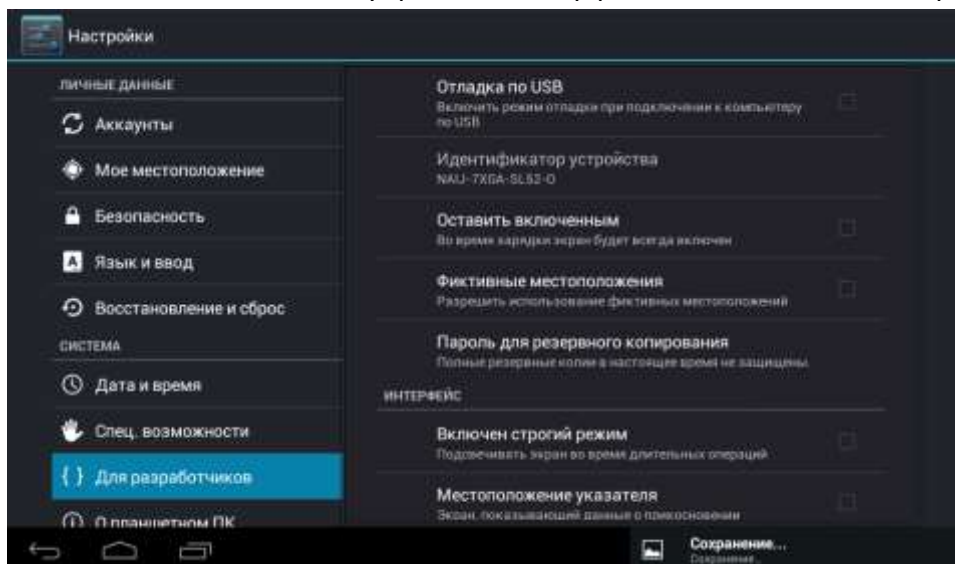 Настройки
ЛИЧНЫЕ ДАННЫЕ
Аккаунты
Мое местоположение
Безопасность
Язык и ввод
Восстановление и сброс
СИСТЕМА
Дата и время
Спец. возможности
Для разработчиков
О планшетном ПК
Отладка по USB
Включить режим отладки при подключении к компьютеру
по USB
Идентификатор устройства
Оставить включенным
Во время зарядки экран будет всегда включен
Фиктивные местоположения
Разрешить использование фиктивных местоположений
Пароль для резервного копирования
Полные резервные копии в настоящее время не защищены.
ИНТЕРФЕЙС
Включен строгий режим
Подсвечивать экран во время длительных операций
Местоположение указателя
Экран, показывающий данные о прикосновении
Сохранение...
Сохранение..